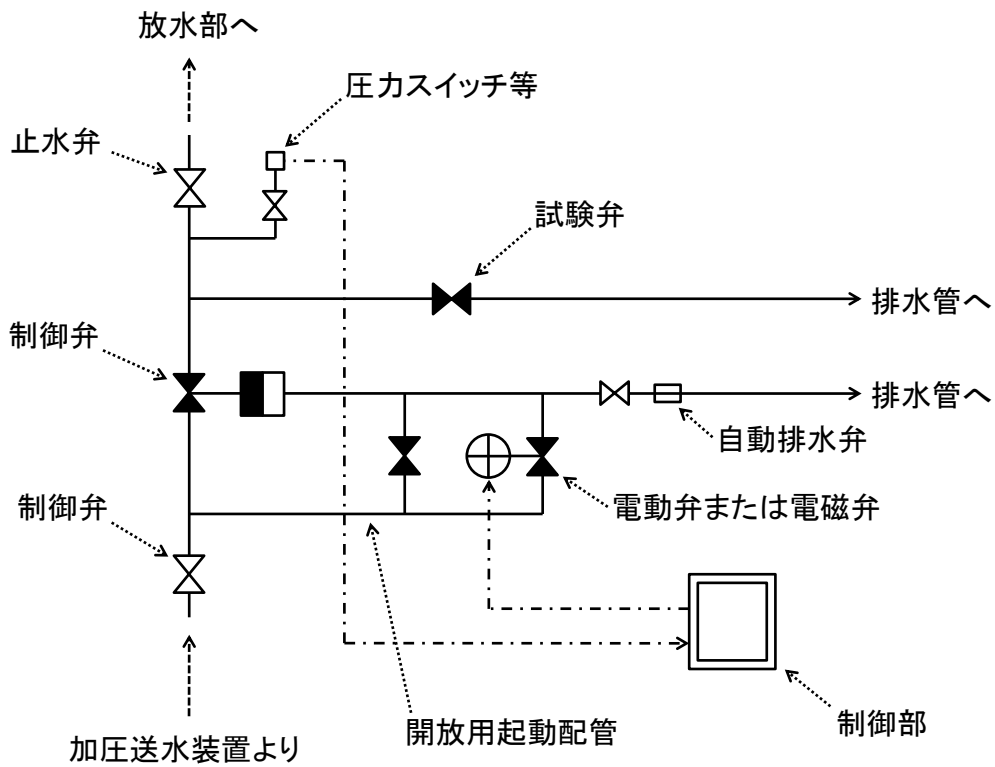 放水部へ
圧力スイッチ等
止水弁
試験弁
排水管へ
制御弁
排水管へ
自動排水弁
制御弁
電動弁または電磁弁
制御部
開放用起動配管
加圧送水装置より